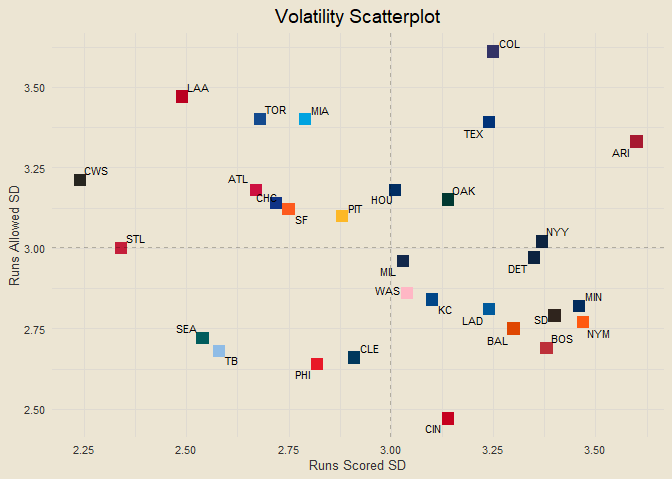 Volatility Scatterplot
COL
LAA
TOR
MIA
TEX
ARI
CWS
ATL
CHC
HOU
OAK
SF
PIT
STL
NYY
DET
MIL
WAS
KC
LAD
MIN
SD
NYM
BAL
BOS
SEA
TB
PHI
CLE
CIN
3.50
3.25
3.00
2.75
2.50
Runs Allowed SD
2.25
2.50
2.75
3.00
3.25
3.50
Runs Scored SD